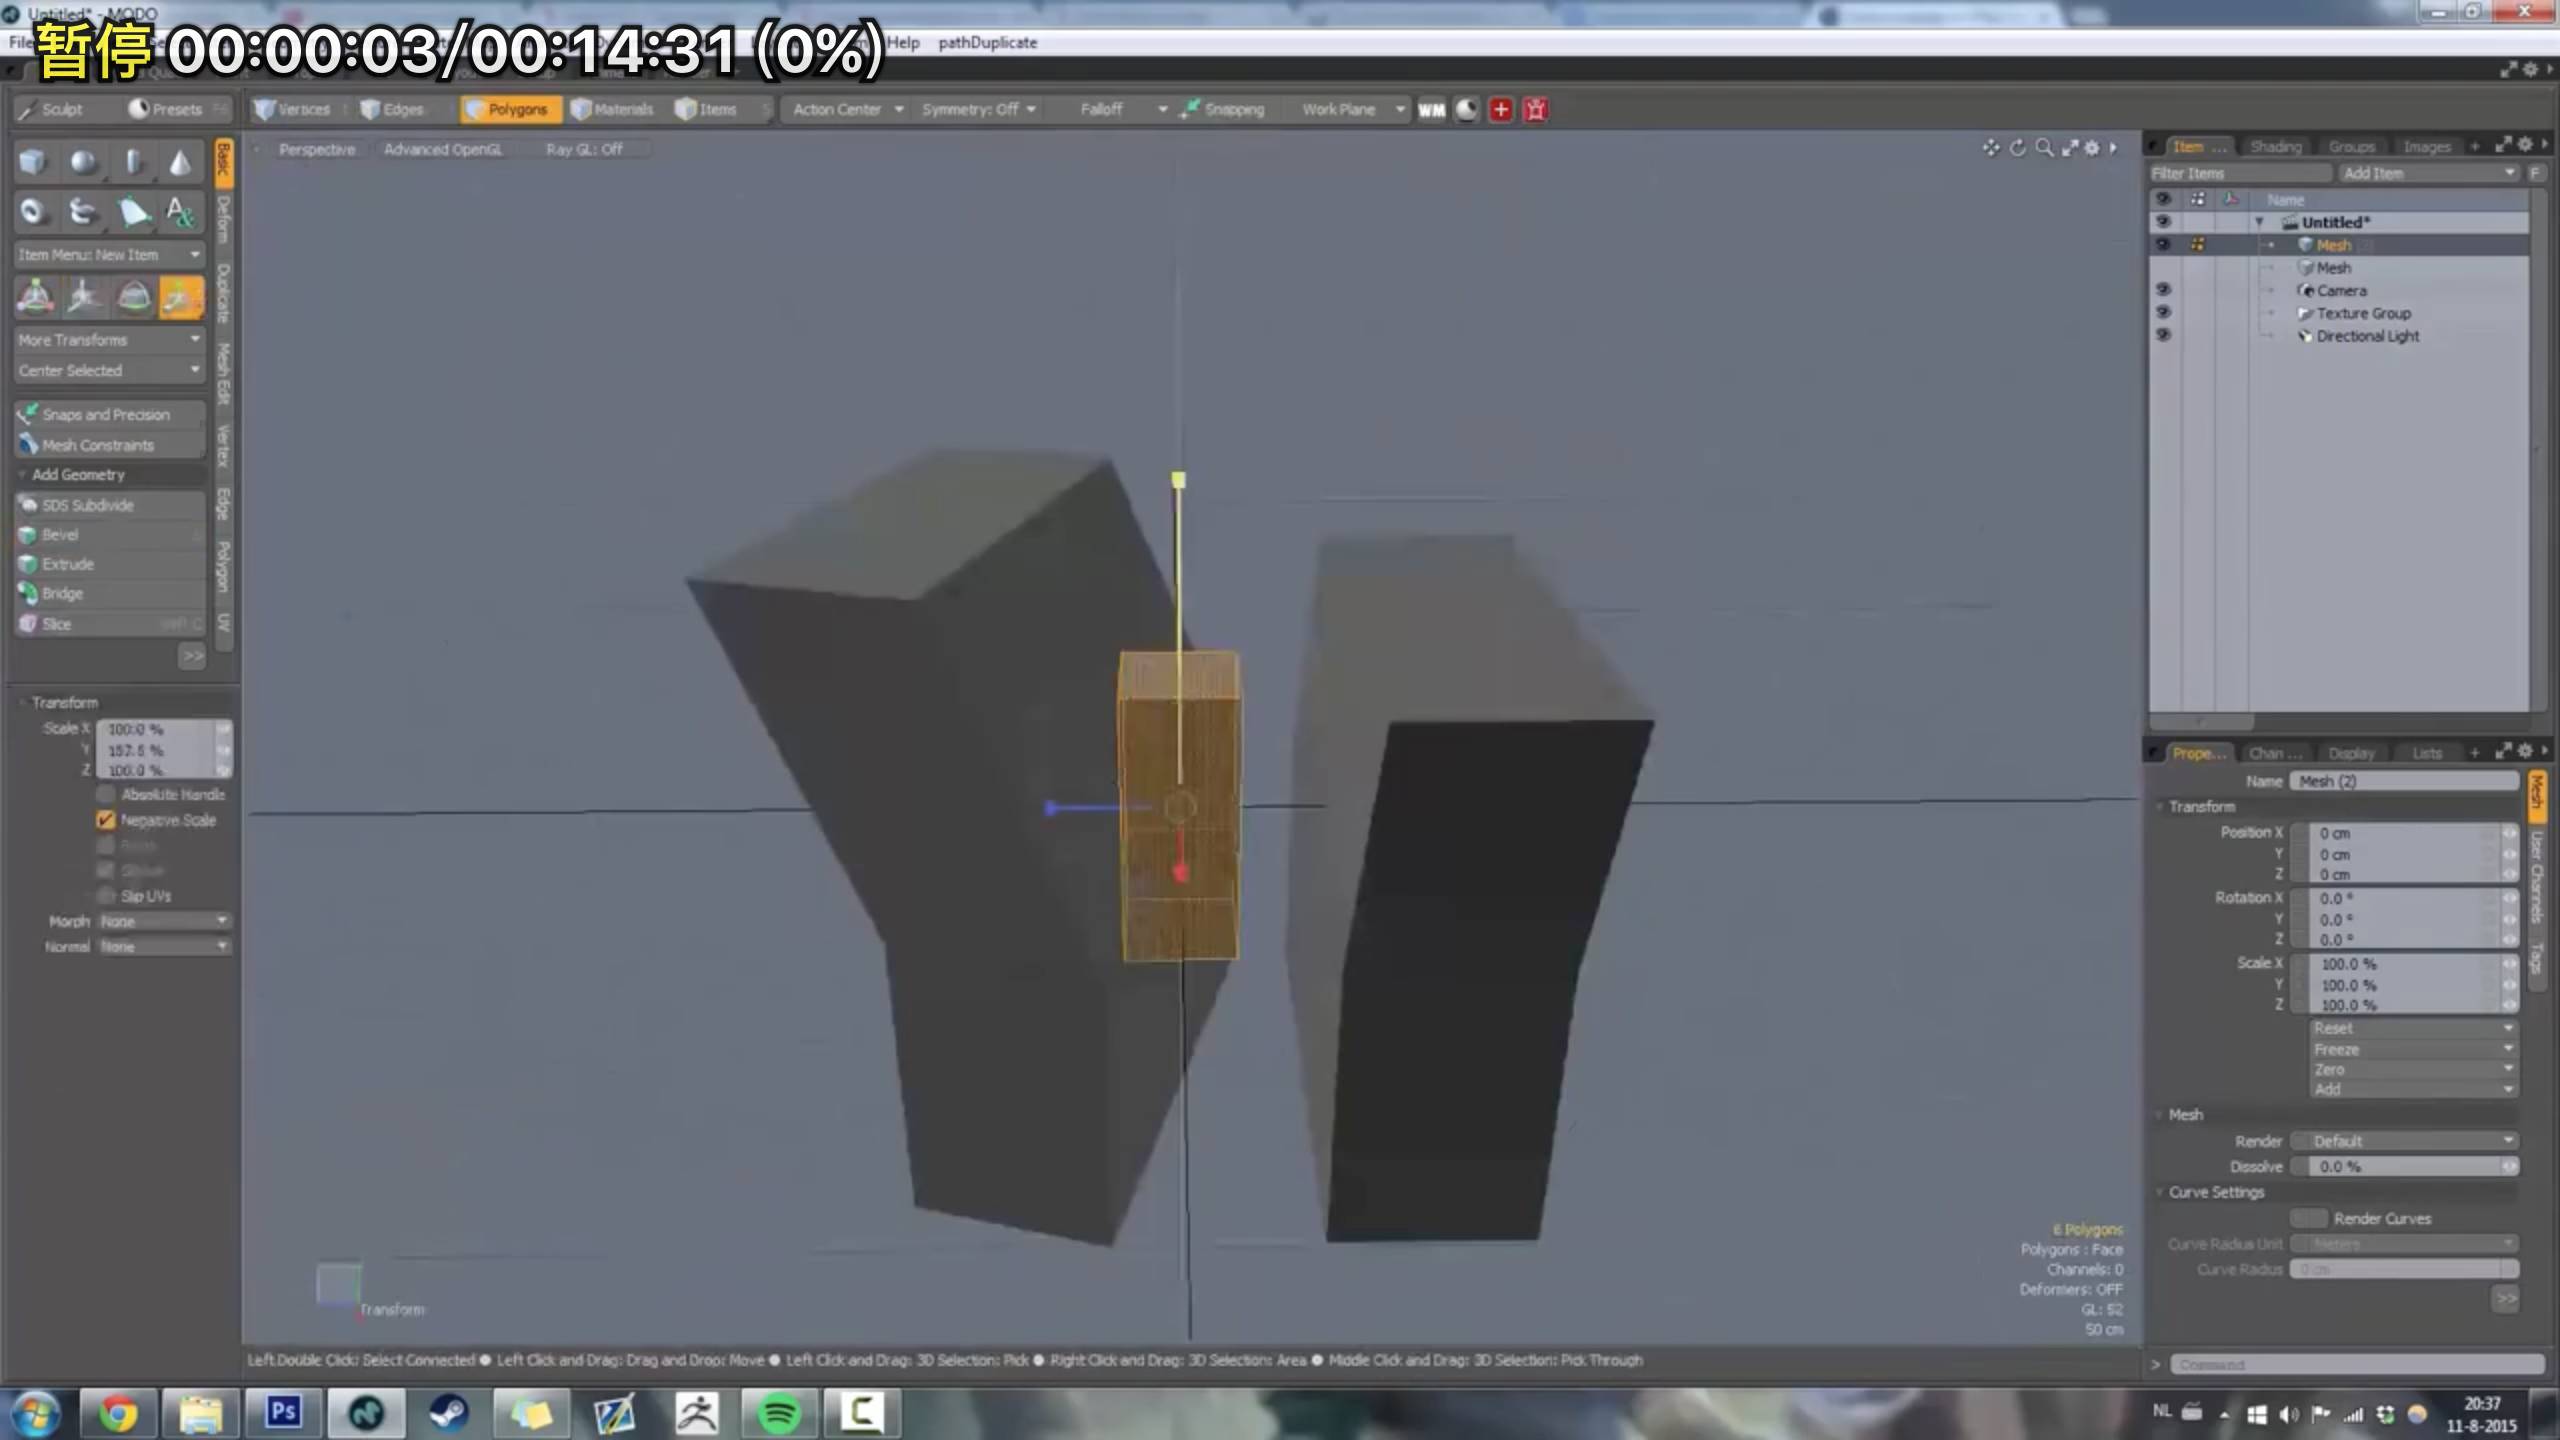 Untitled* - MODO
暂停 00:00:03/00:14:31 (0%)
File
Help
pathDuplicate
Sculpt
Presets
F6
Vertices
Edges
Polygons
Materials
Items
Action Center
Symmetry: Off
Falloff
Snapping
Work Plane
WM
Perspective
Advanced OpenGL
Ray GL: Off
Basic
Deform
Duplicate
Mesh Edit
Vertex
Edge
Polygon
UV
Item Menu: New Item
More Transforms
Center Selected
Snaps and Precision
Mesh Constraints
Add Geometry
SDS Subdivide
Bevel
Extrude
Bridge
Slice
>>
Transform
Scale X 100.0 %
Y 157.5 %
Z 100.0 %
Absolute Handle
Negative Scale
Slip UVs
Morph None
Normal None
Transform
6 Polygons
Polygons : Face
Channels: 0
Deformers: OFF
GL: 52
50 cm
Left Double Click: Select Connected ● Left Click and Drag: Drag and Drop: Move ● Left Click and Drag: 3D Selection: Pick ● Right Click and Drag: 3D Selection: Area ● Middle Click and Drag: 3D Selection: Pick Through
Item ...
Shading
Groups
Images
+
Filter Items
Add Item
F
Name
Untitled*
Mesh (2)
Mesh
Camera
Texture Group
Directional Light
Prope...
Chan ...
Display
Lists
+
Name Mesh (2)
Transform
Position X 0 cm
Y 0 cm
Z 0 cm
Rotation X 0.0 °
Y 0.0 °
Z 0.0 °
Scale X 100.0 %
Y 100.0 %
Z 100.0 %
Reset
Freeze
Zero
Add
Mesh
Render Default
Dissolve 0.0 %
Curve Settings
Render Curves
Curve Radius Unit Meters
Curve Radius 0 cm
>>
Mesh
User Channels
Tags
> Command
Ps
NL
20:37
11-8-2015